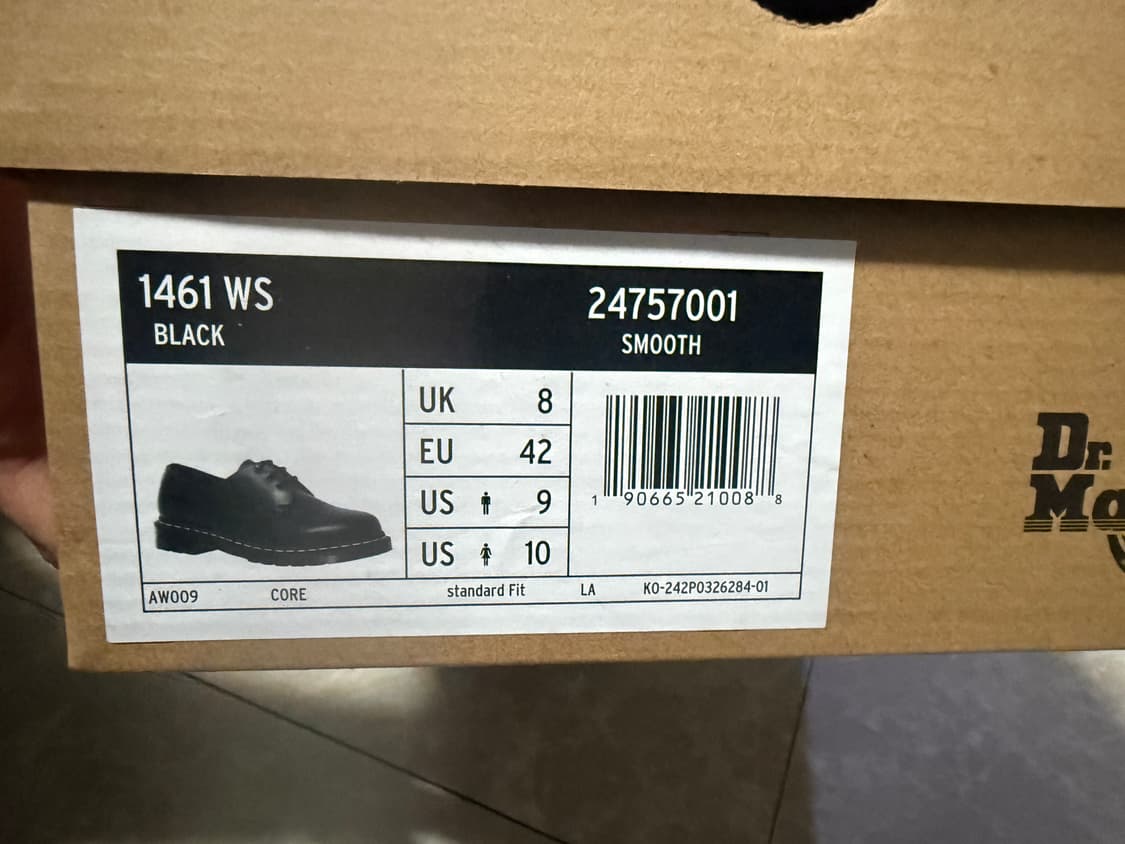 1461 WS
BLACK
24757001
SMOOTH
UK 8
EU 42
US 9
US 10
1 90665 21008 8
AW009 CORE standard Fit LA KO-242P0326284-01
Dr.